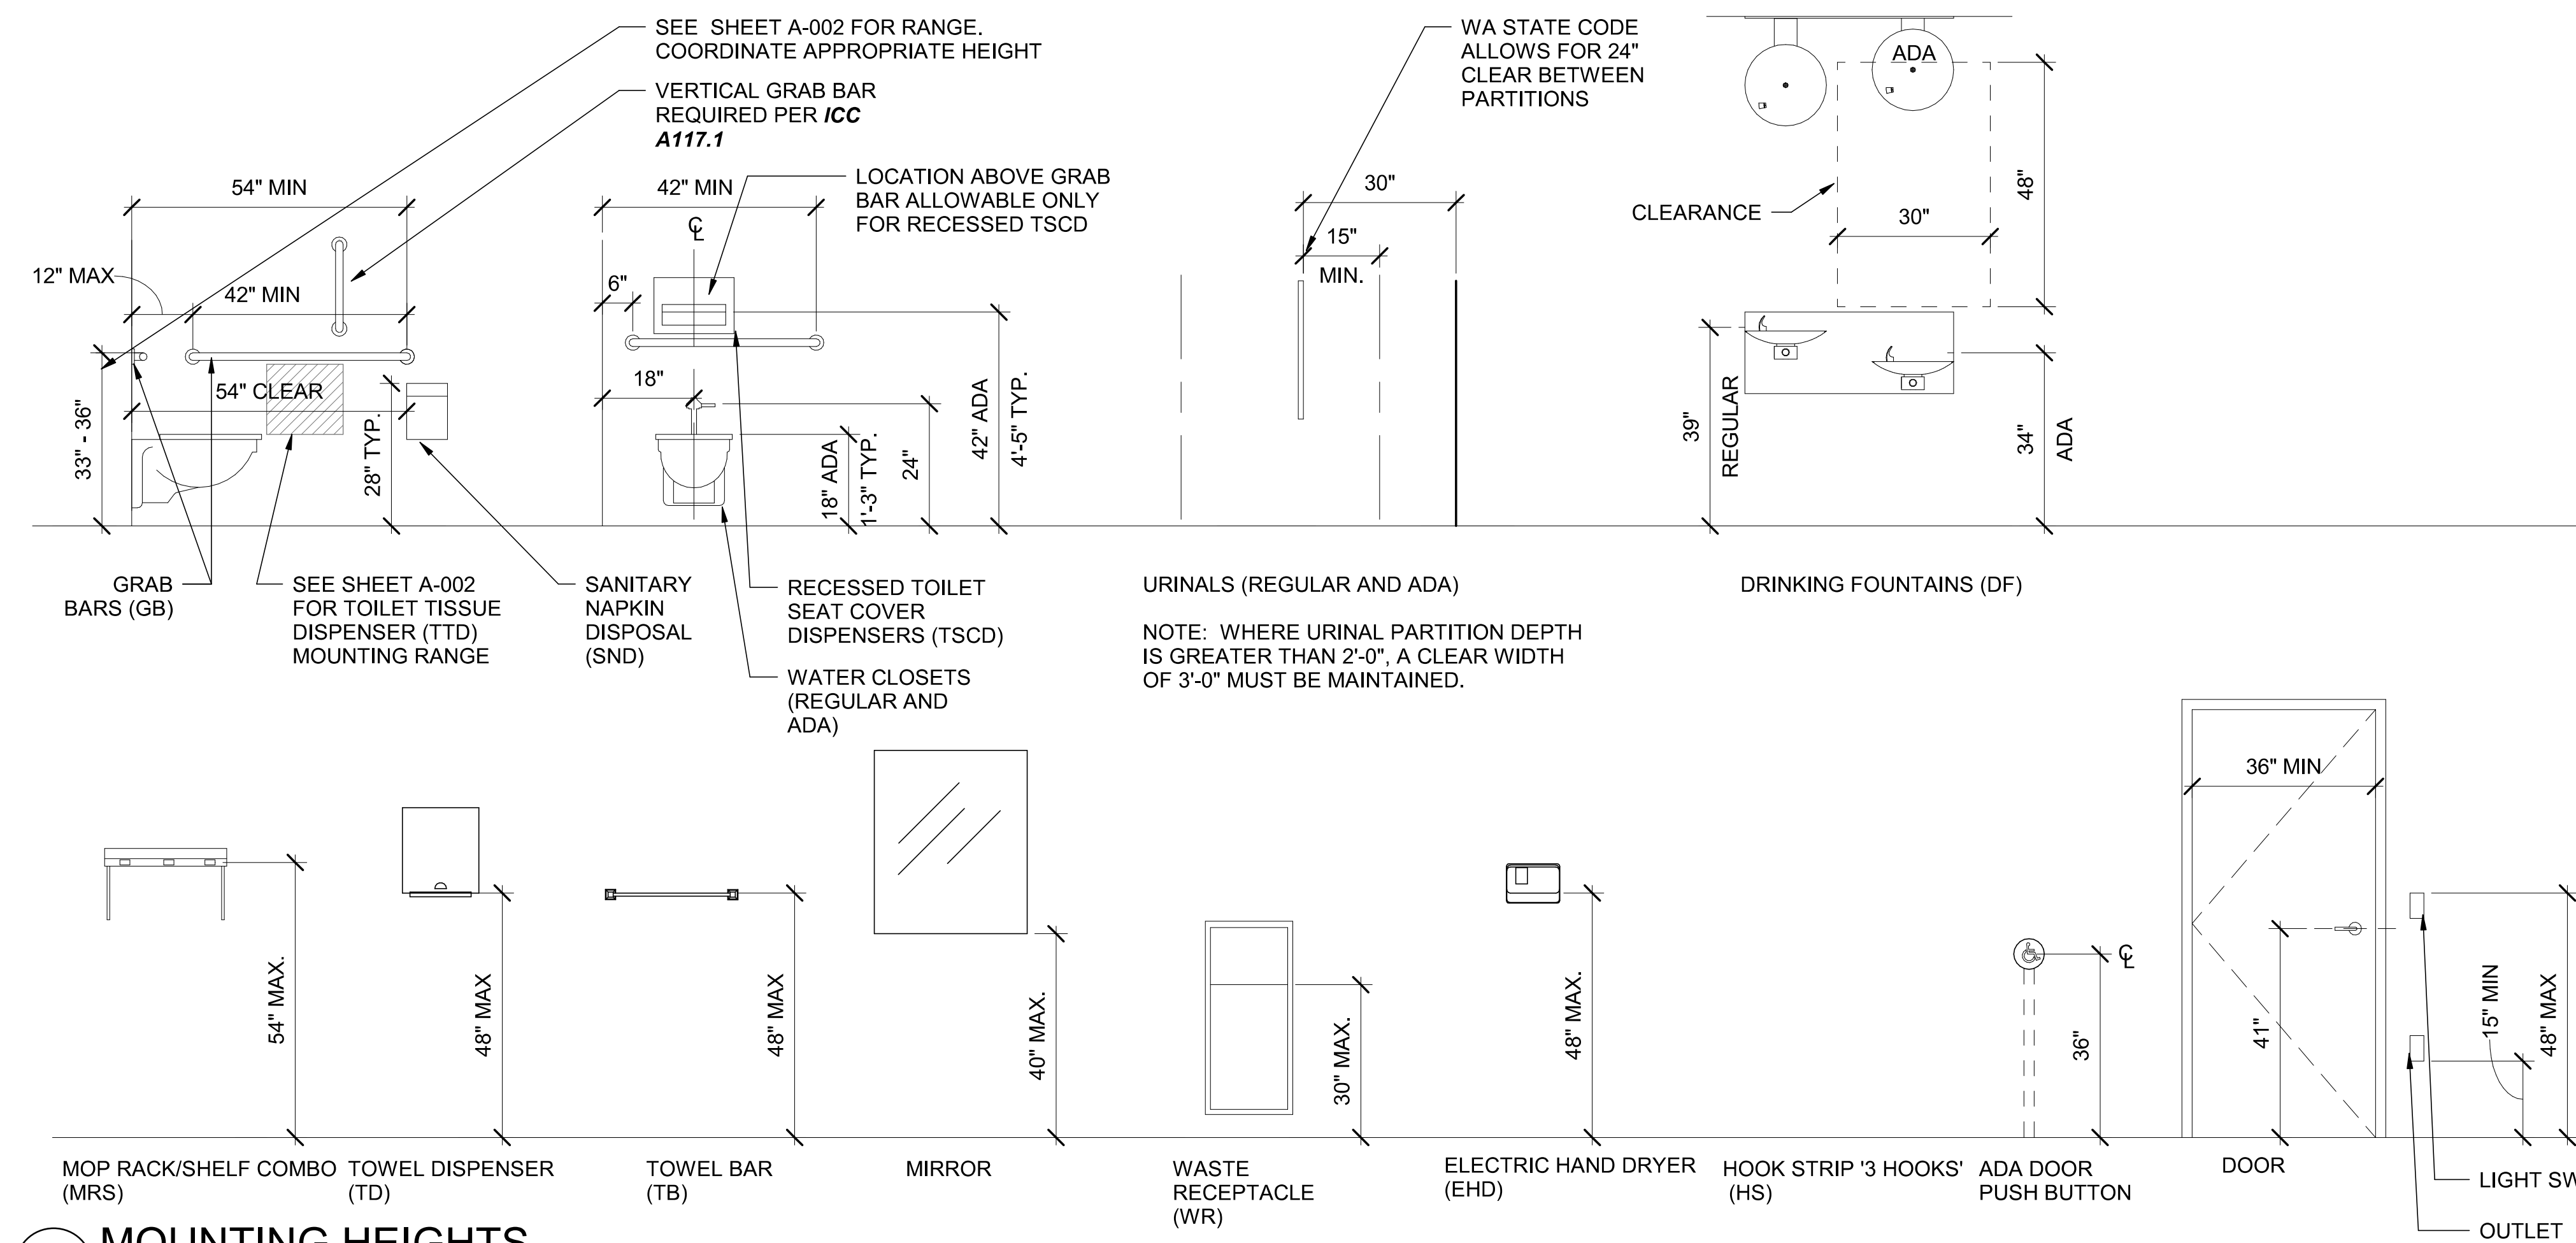 SEE SHEET A-002 FOR RANGE.
COORDINATE APPROPRIATE HEIGHT
VERTICAL GRAB BAR
REQUIRED PER ICC
A117.1
54" MIN
12" MAX
42" MIN
54" CLEAR
33" - 36"
28" TYP.
42" MIN
LOCATION ABOVE GRAB
BAR ALLOWABLE ONLY
FOR RECESSED TSCD
℄
6"
18"
18" ADA
1'-3" TYP.
24"
42" ADA
4'-5" TYP.
WA STATE CODE
ALLOWS FOR 24"
CLEAR BETWEEN
PARTITIONS
30"
15"
MIN.
ADA
CLEARANCE
30"
48"
39"
REGULAR
34"
ADA
GRAB
BARS (GB)
SEE SHEET A-002
FOR TOILET TISSUE
DISPENSER (TTD)
MOUNTING RANGE
SANITARY
NAPKIN
DISPOSAL
(SND)
RECESSED TOILET
SEAT COVER
DISPENSERS (TSCD)
WATER CLOSETS
(REGULAR AND
ADA)
URINALS (REGULAR AND ADA)
NOTE: WHERE URINAL PARTITION DEPTH
IS GREATER THAN 2'-0", A CLEAR WIDTH
OF 3'-0" MUST BE MAINTAINED.
DRINKING FOUNTAINS (DF)
54" MAX.
48" MAX
48" MAX
40" MAX.
30" MAX.
48" MAX.
36"
℄
36" MIN
41"
15" MIN
48" MAX
MOP RACK/SHELF COMBO
(MRS)
TOWEL DISPENSER
(TD)
TOWEL BAR
(TB)
MIRROR
WASTE
RECEPTACLE
(WR)
ELECTRIC HAND DRYER
(EHD)
HOOK STRIP '3 HOOKS'
(HS)
ADA DOOR
PUSH BUTTON
DOOR
LIGHT SW
OUTLET
MOUNTING HEIGHTS